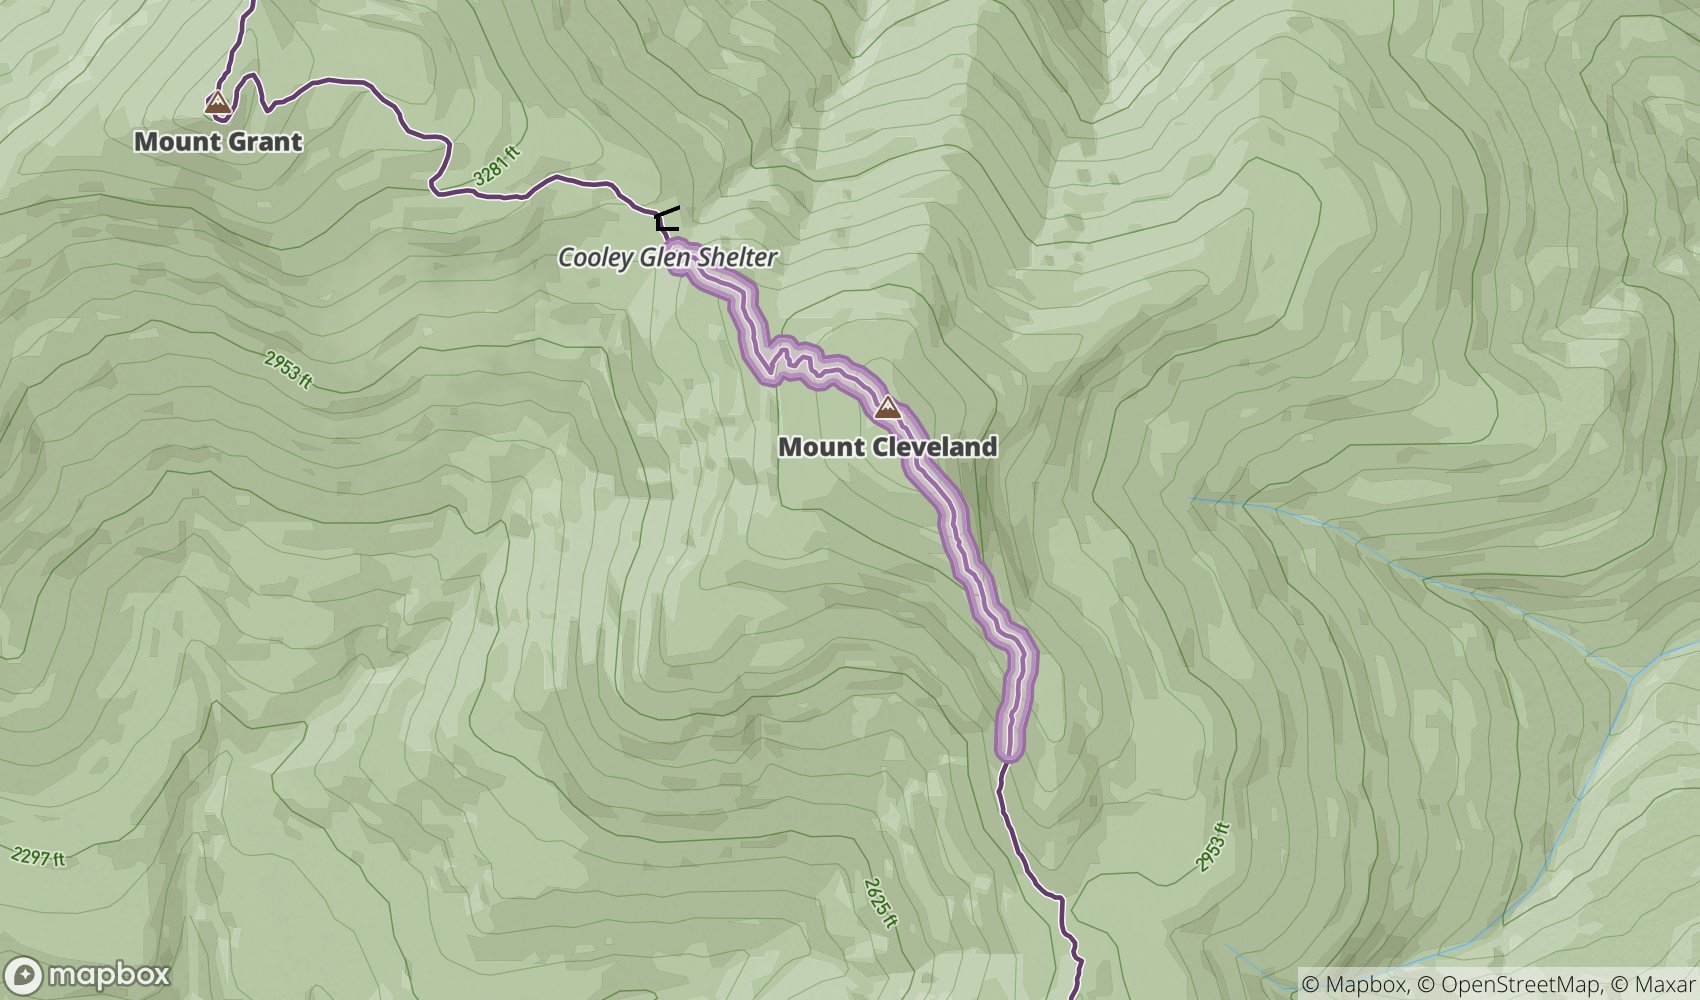 Mount Grant
3281 ft
Cooley Glen Shelter
2953 ft
Mount Cleveland
2953 ft
2297 ft
2625 ft
mapbox
© Mapbox, © OpenStreetMap, © Maxar